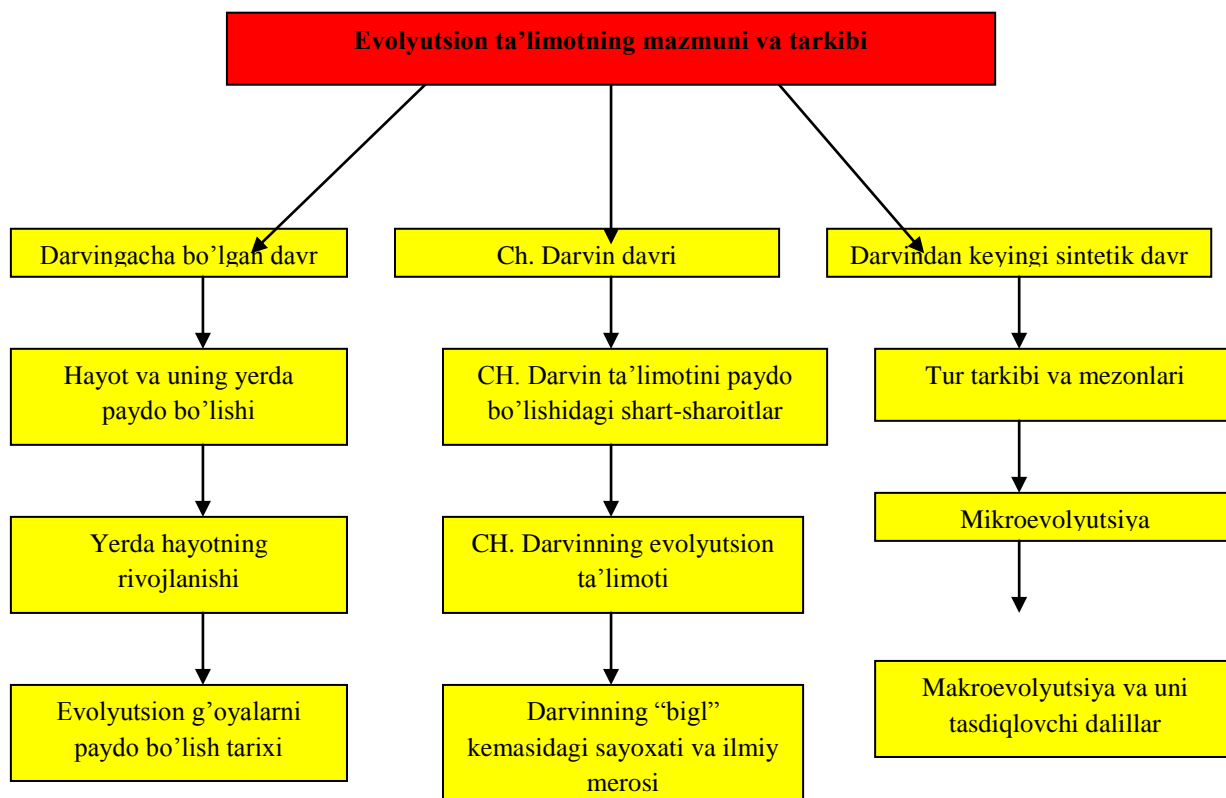 Evolyutsion ta’limotning mazmuni va tarkibi
Darvingacha bo’lgan davr
Ch. Darvin davri
Darvindan keyingi sintetik davr
Hayot va uning yerda
paydo bo’lishi
CH. Darvin ta’limotini paydo
bo’lishidagi shart-sharoitlar
Tur tarkibi va mezonlari
Yerda hayotning
rivojlanishi
CH. Darvinning evolyutsion
ta’limoti
Mikroevolyutsiya
Evolyutsion g’oyalarni
paydo bo’lish tarixi
Darvinning “bigl”
kemasidagi sayoxati va ilmiy
merosi
Makroevolyutsiya va uni
tasdiqlovchi dalillar